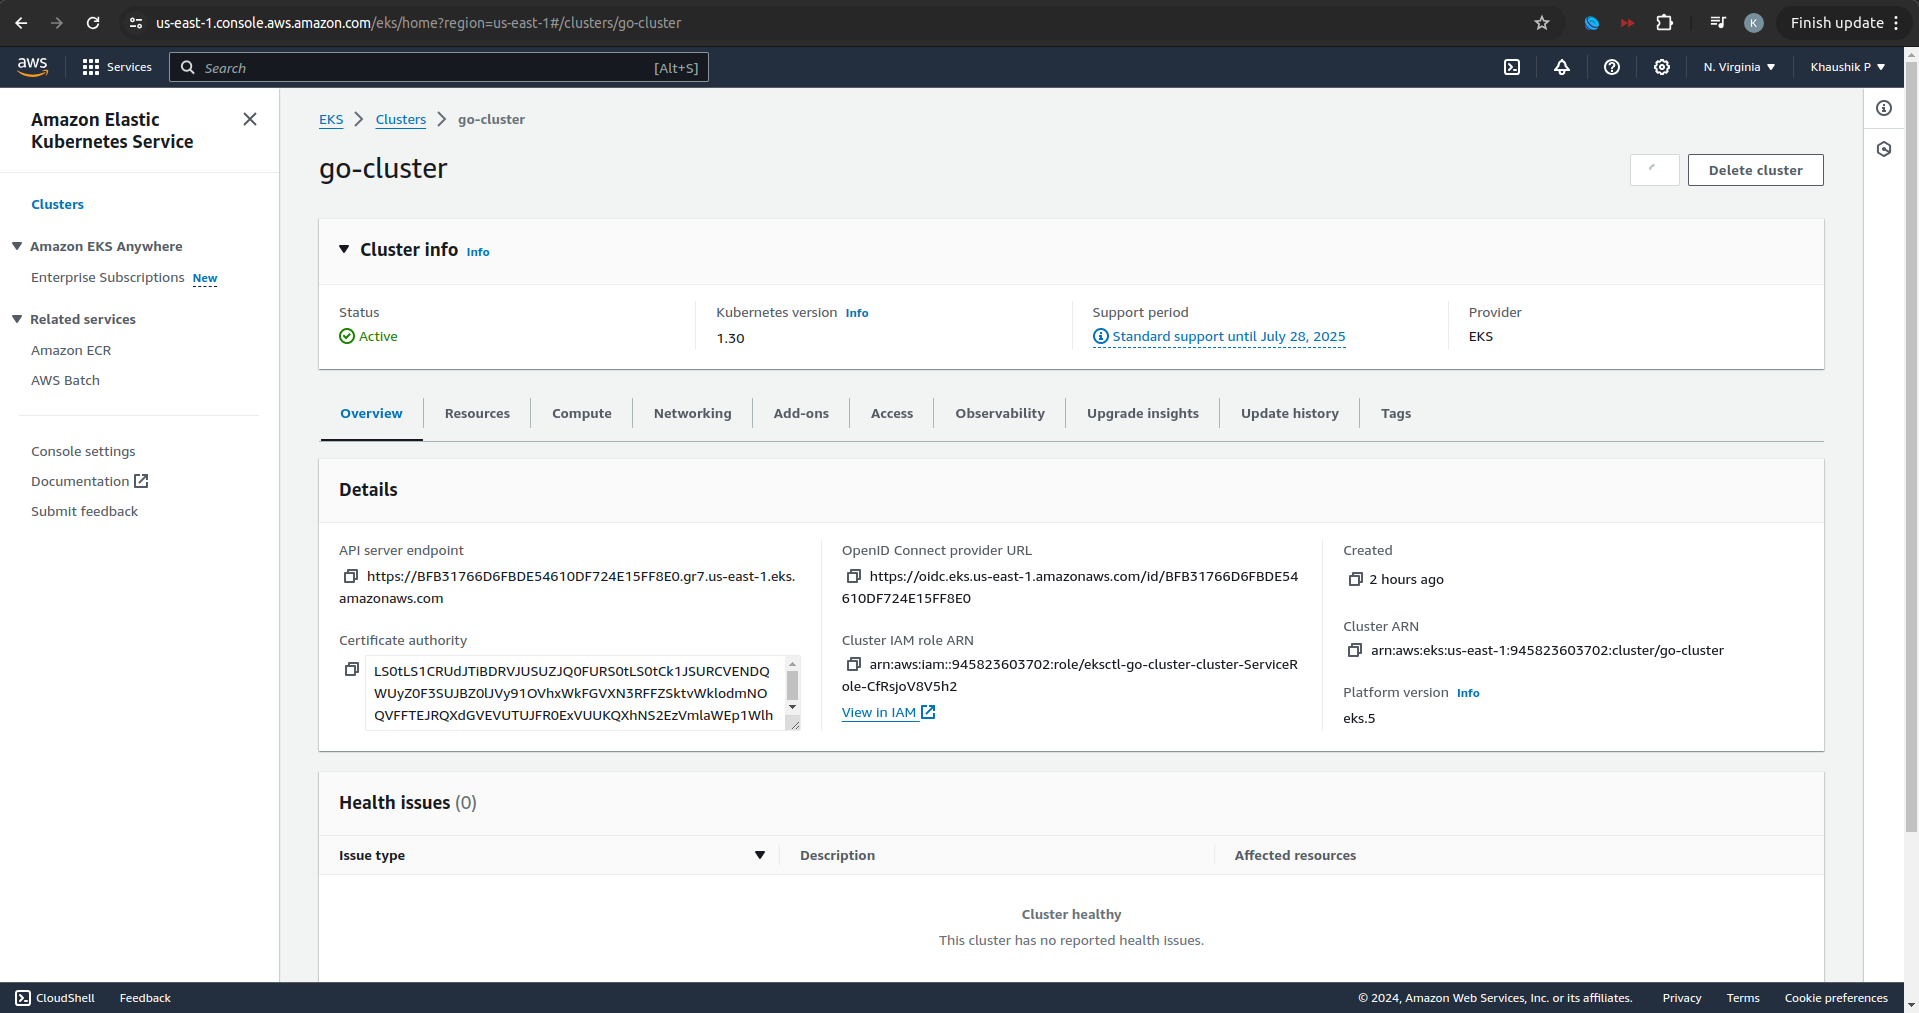 us-east-1.console.aws.amazon.com/eks/home?region=us-east-1#/clusters/go-cluster
K
Finish update
aws
Services
Search
[Alt+S]
N. Virginia
Khaushik P
Amazon Elastic
Kubernetes Service
Clusters
Amazon EKS Anywhere
Enterprise Subscriptions New
Related services
Amazon ECR
AWS Batch
Console settings
Documentation
Submit feedback
EKS
Clusters
go-cluster
go-cluster
Delete cluster
Cluster info Info
Status
Active
Kubernetes version Info
1.30
Support period
Standard support until July 28, 2025
Provider
EKS
Overview
Resources
Compute
Networking
Add-ons
Access
Observability
Upgrade insights
Update history
Tags
Details
API server endpoint
https://BFB31766D6FBDE54610DF724E15FF8E0.gr7.us-east-1.eks.
amazonaws.com
Certificate authority
LS0tLS1CRUdJTiBDRVJUSUZJQ0FURS0tLS0tCk1JSURCVENDQ
WUyZ0F3SUJBZ0lJVy91OVhxWkFGVXN3RFFZSktvWklodmNO
QVFFTEJRQXdGVEVUTUJFR0ExVUUKQXhNS2EzVmlaWEp1Wlh
OpenID Connect provider URL
https://oidc.eks.us-east-1.amazonaws.com/id/BFB31766D6FBDE54
610DF724E15FF8E0
Cluster IAM role ARN
arn:aws:iam::945823603702:role/eksctl-go-cluster-cluster-ServiceR
ole-CfRsjoV8V5h2
View in IAM
Created
2 hours ago
Cluster ARN
arn:aws:eks:us-east-1:945823603702:cluster/go-cluster
Platform version Info
eks.5
Health issues (0)
Issue type
Description
Affected resources
Cluster healthy
This cluster has no reported health issues.
CloudShell
Feedback
© 2024, Amazon Web Services, Inc. or its affiliates.
Privacy
Terms
Cookie preferences